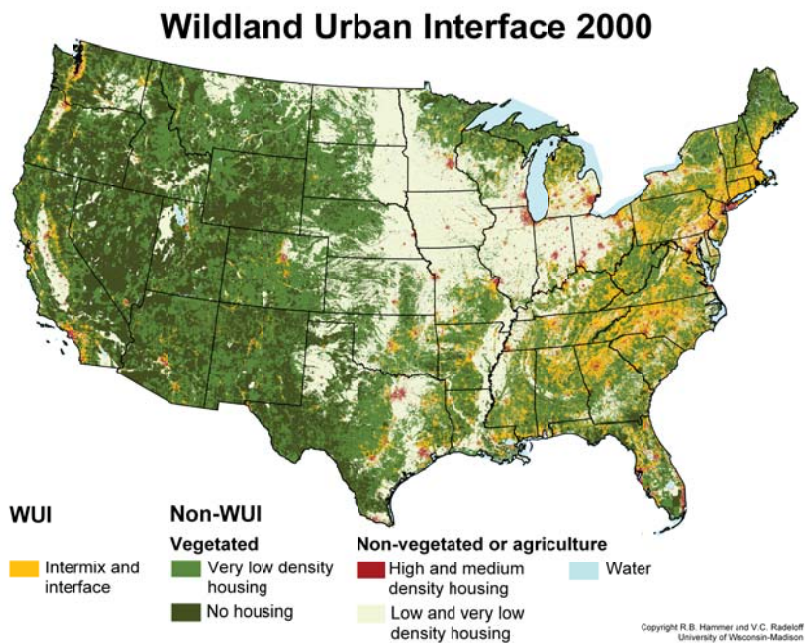 Wildland Urban Interface 2000
WUI
Intermix and
interface
Non-WUI
Vegetated
Very low density
housing
No housing
Non-vegetated or agriculture
High and medium
density housing
Low and very low
density housing
Water
Copyright R.B. Hammer and V.C. Radeloff
University of Wisconsin-Madison